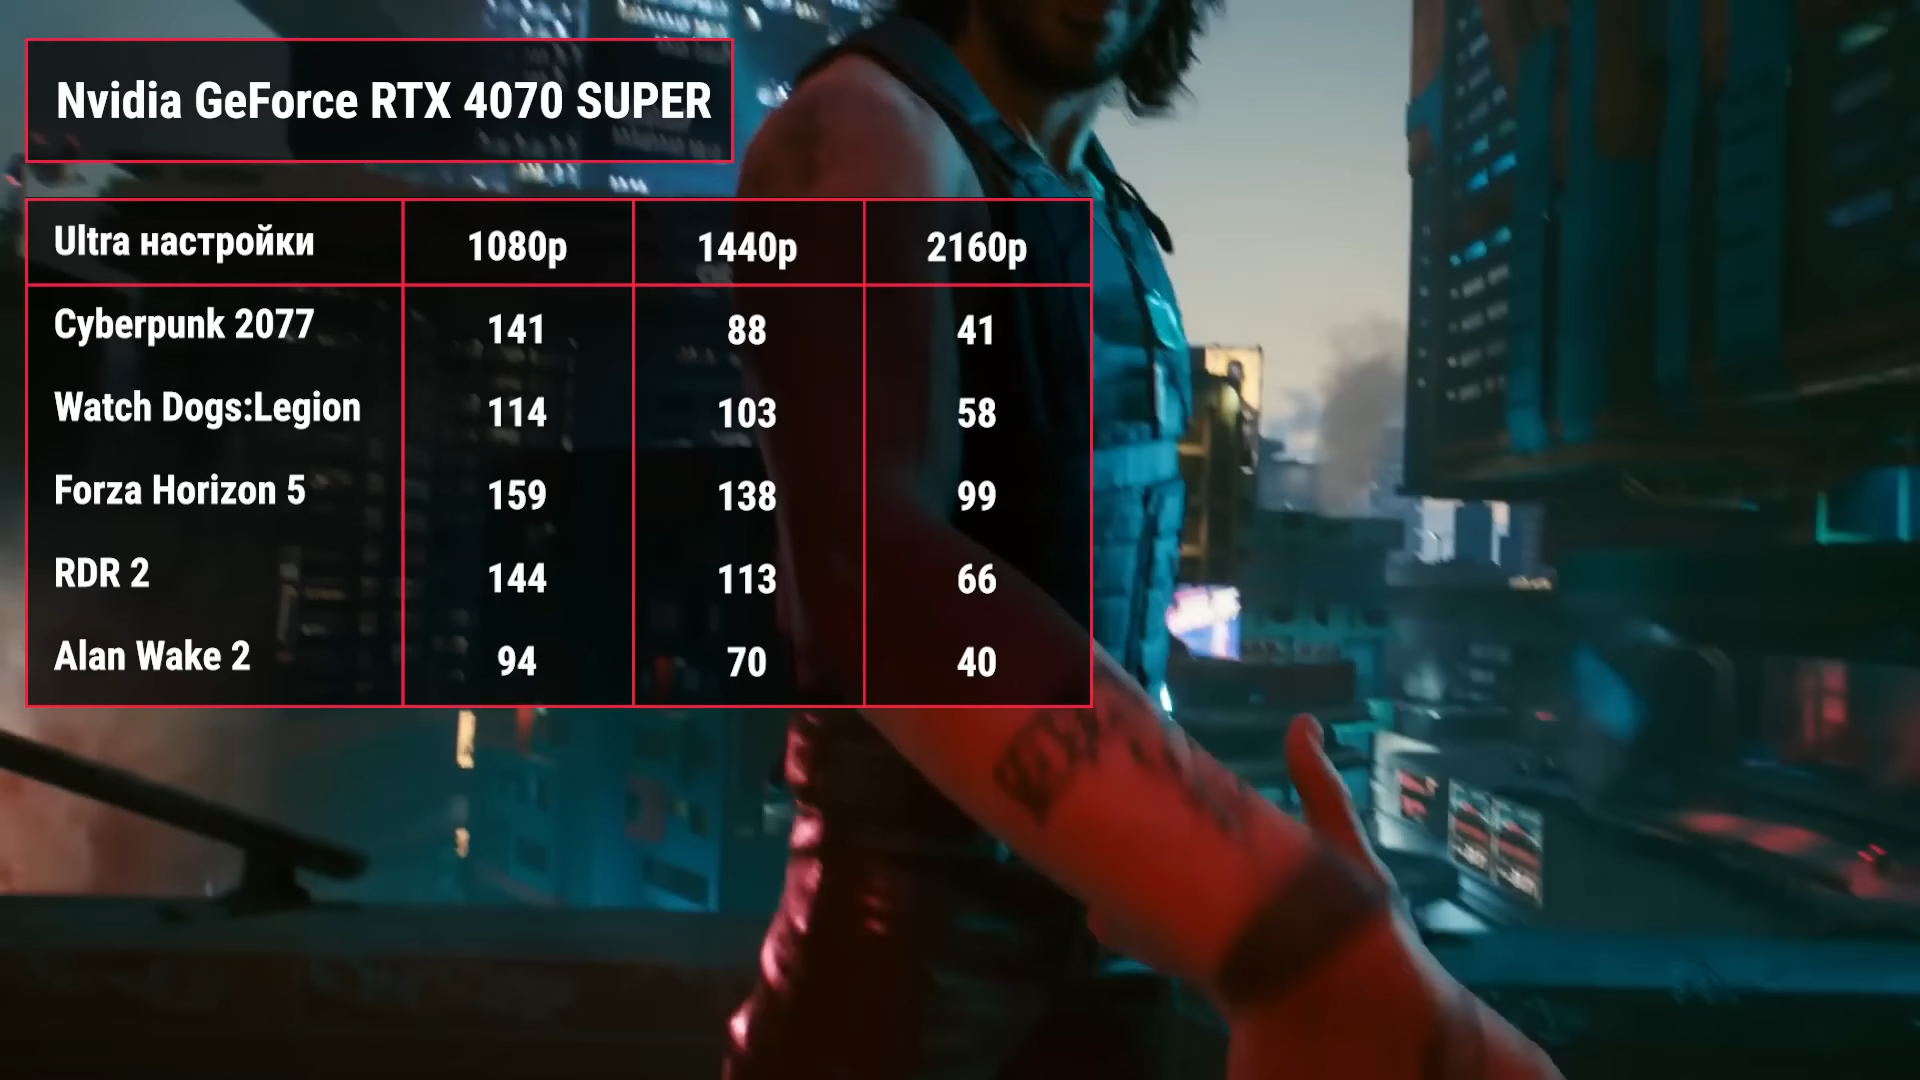 Nvidia GeForce RTX 4070 SUPER
Ultra настройки 1080p 1440p 2160p
Cyberpunk 2077 141 88 41
Watch Dogs:Legion 114 103 58
Forza Horizon 5 159 138 99
RDR 2 144 113 66
Alan Wake 2 94 70 40